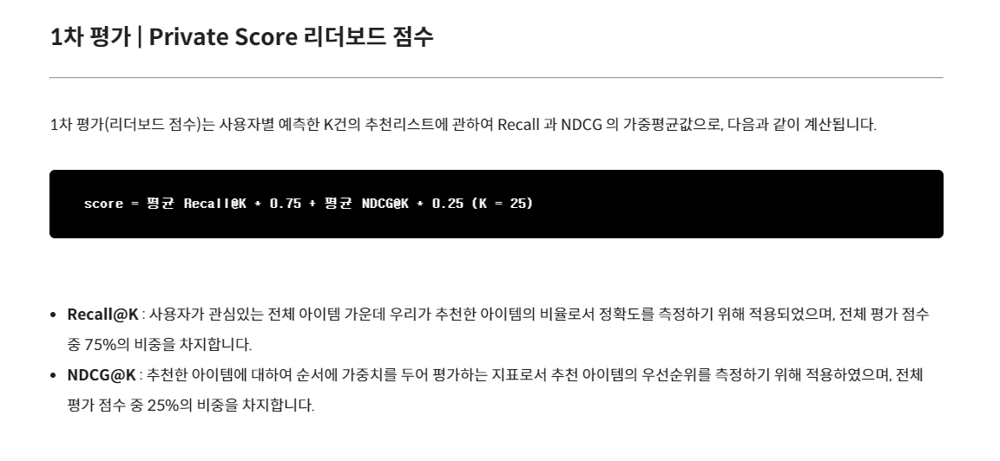 1차 평가 | Private Score 리더보드 점수
1차 평가(리더보드 점수)는 사용자별 예측한 K건의 추천리스트에 관하여 Recall 과 NDCG 의 가중평균값으로, 다음과 같이 계산됩니다.
score = 평균 Recall@K * 0.75 + 평균 NDCG@K * 0.25 (K = 25)
• Recall@K : 사용자가 관심있는 전체 아이템 가운데 우리가 추천한 아이템의 비율로서 정확도를 측정하기 위해 적용되었으며, 전체 평가 점수
중 75%의 비중을 차지합니다.
• NDCG@K : 추천한 아이템에 대하여 순서에 가중치를 두어 평가하는 지표로서 추천 아이템의 우선순위를 측정하기 위해 적용하였으며, 전체
평가 점수 중 25%의 비중을 차지합니다.